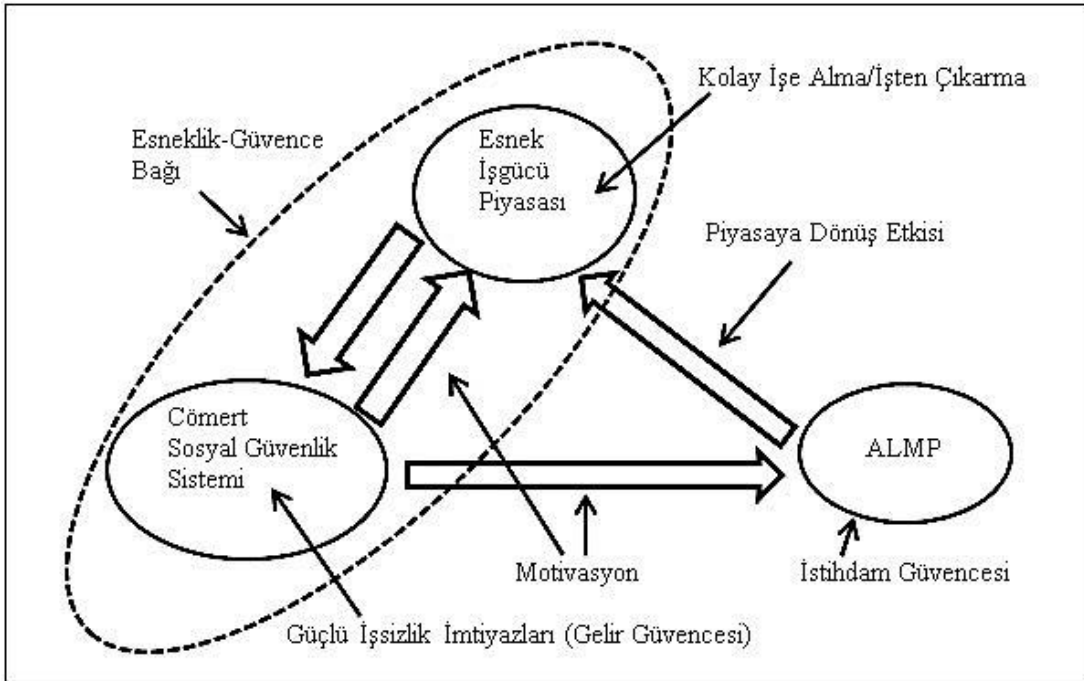 Kolay İşe Alma/İşten Çıkarma
Esneklik-Güvence
Bağı
Esnek
İşgücü
Piyasası
Piyasaya Dönüş Etkisi
Cömert
Sosyal Güvenlik
Sistemi
ALMP
Motivasyon
İstihdam Güvencesi
Güçlü İşsizlik İmtiyazları (Gelir Güvencesi)